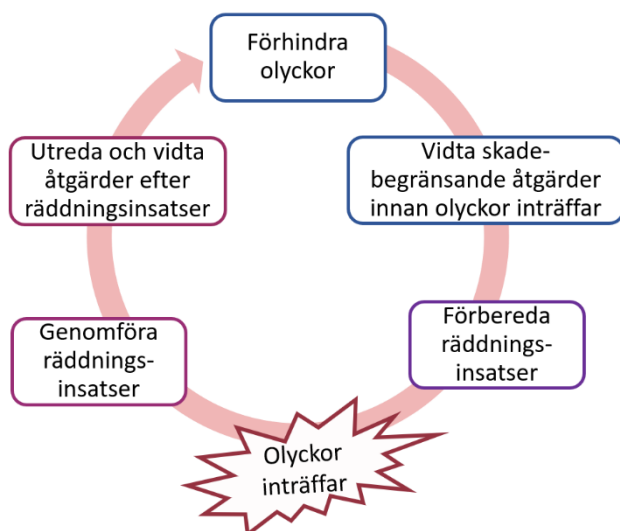 Förhindra
olyckor
Vidta skade-
begränsande åtgärder
innan olyckor inträffar
Förbereda
räddnings-
insatser
Olyckor
inträffar
Genomföra
räddnings-
insatser
Utreda och vidta
åtgärder efter
räddningsinsatser